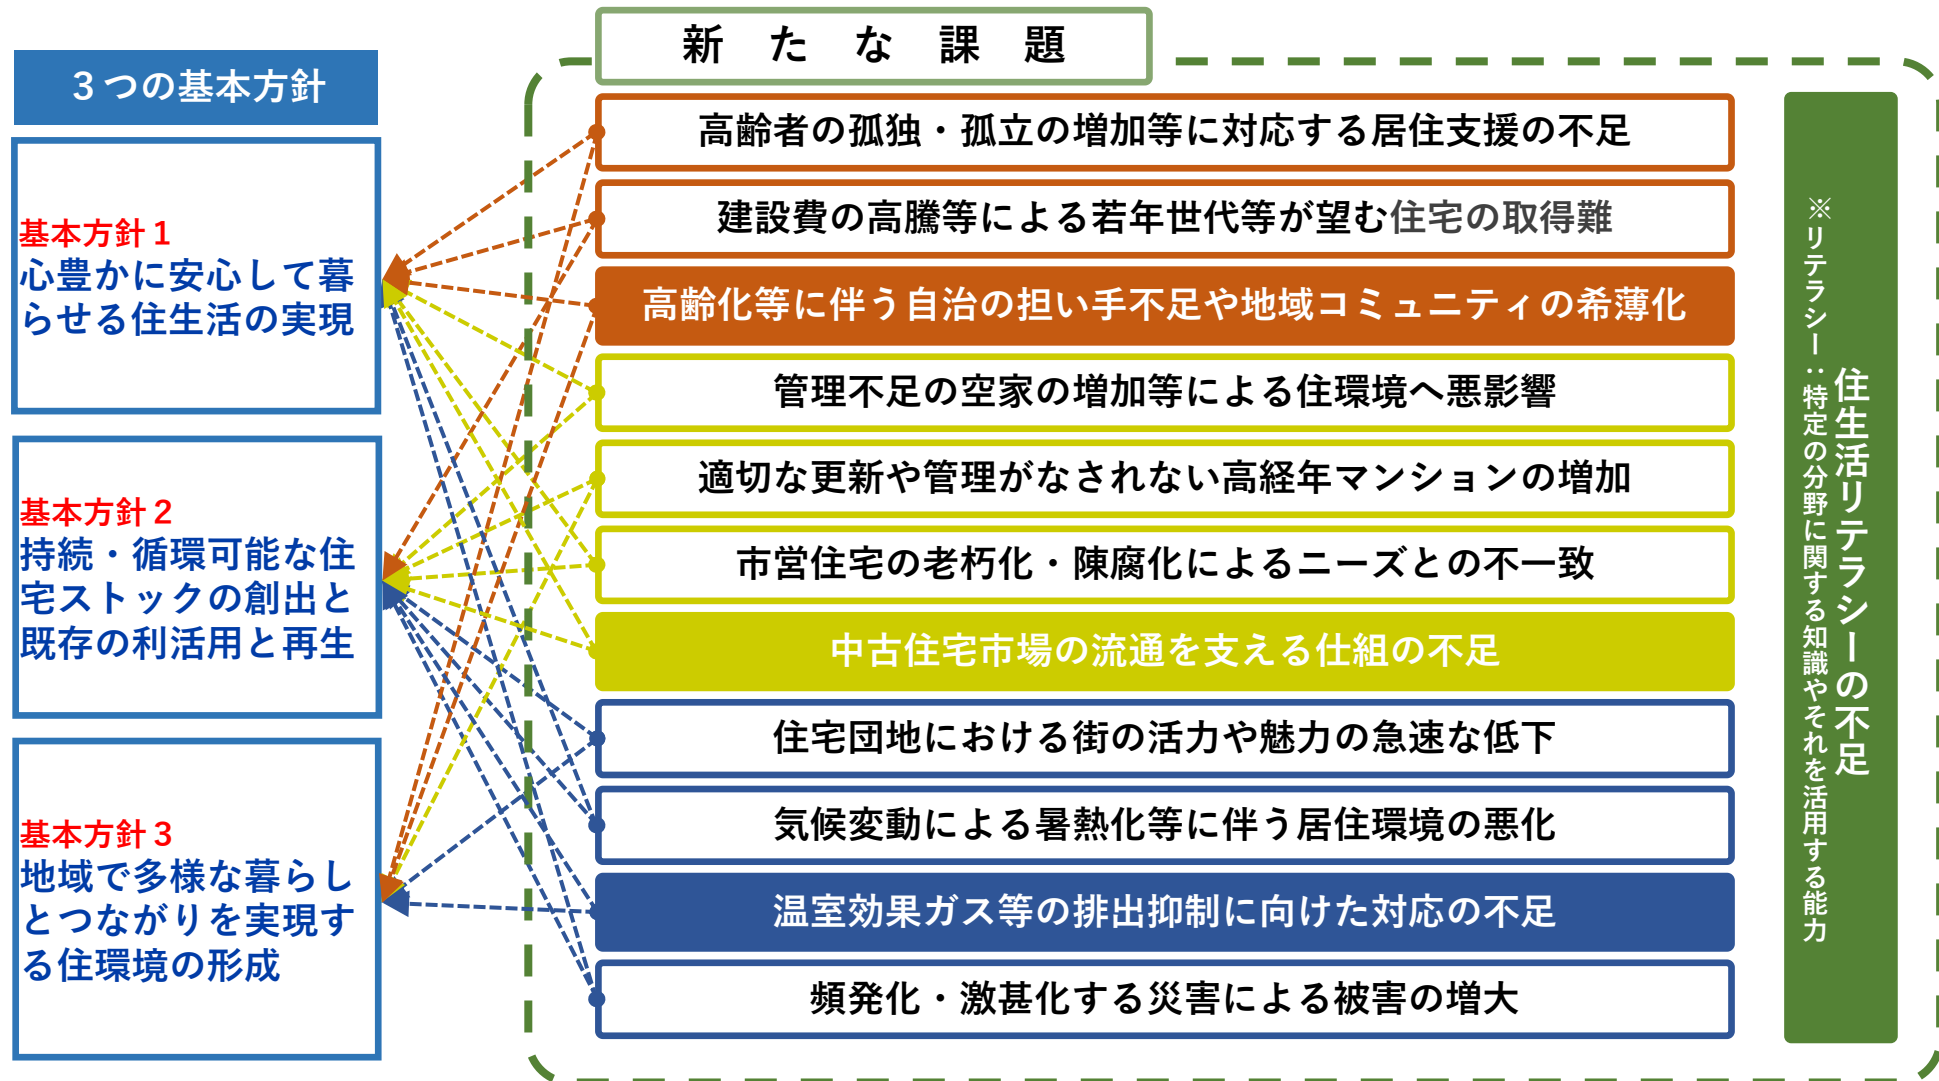 ３つの基本方針
基本方針１
心豊かに安心して暮
らせる住生活の実現
基本方針２
持続・循環可能な住
宅ストックの創出と
既存の利活用と再生
基本方針３
地域で多様な暮らし
とつながりを実現す
る住環境の形成
新たな課題
高齢者の孤独・孤立の増加等に対応する居住支援の不足
建設費の高騰等による若年世代等が望む住宅の取得難
高齢化等に伴う自治の担い手不足や地域コミュニティの希薄化
管理不足の空家の増加等による住環境へ悪影響
適切な更新や管理がなされない高経年マンションの増加
市営住宅の老朽化・陳腐化によるニーズとの不一致
中古住宅市場の流通を支える仕組の不足
住宅団地における街の活力や魅力の急速な低下
気候変動による暑熱化等に伴う居住環境の悪化
温室効果ガス等の排出抑制に向けた対応の不足
頻発化・激甚化する災害による被害の増大
住生活リテラシーの不足
※リテラシー：特定の分野に関する知識やそれを活用する能力